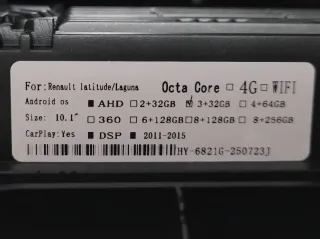 For: Renault latitude/Laguna Octa Core □ 4G □ WIFI
Android os ■ AHD □ 2+32GB ☑ 3+32GB □ 4+64GB
Size: 10.1″ □ 360 □ 6+128GB □ 8+128GB □ 8+256GB
CarPlay: Yes ■ DSP ■ 2011-2015
HY-6821G-250723J